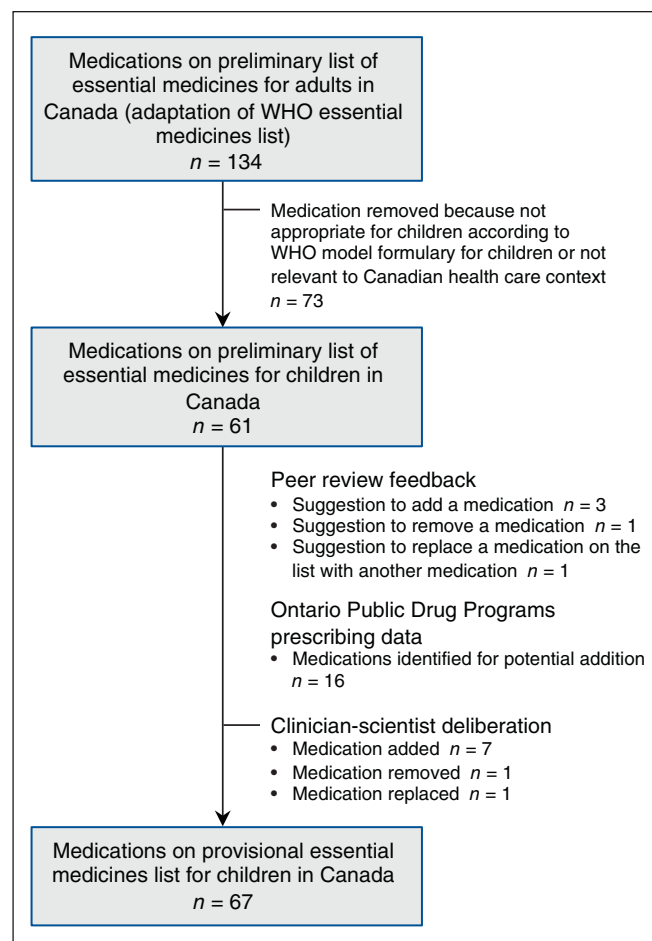 Medications on preliminary list of
essential medicines for adults in
Canada (adaptation of WHO essential
medicines list)
n = 134
Medication removed because not
appropriate for children according to
WHO model formulary for children or not
relevant to Canadian health care context
n = 73
Medications on preliminary list of
essential medicines for children in
Canada
n = 61
Peer review feedback
• Suggestion to add a medication n = 3
• Suggestion to remove a medication n = 1
• Suggestion to replace a medication on the
list with another medication n = 1
Ontario Public Drug Programs
prescribing data
• Medications identified for potential addition
n = 16
Clinician-scientist deliberation
• Medication added n = 7
• Medication removed n = 1
• Medication replaced n = 1
Medications on provisional essential
medicines list for children in Canada
n = 67